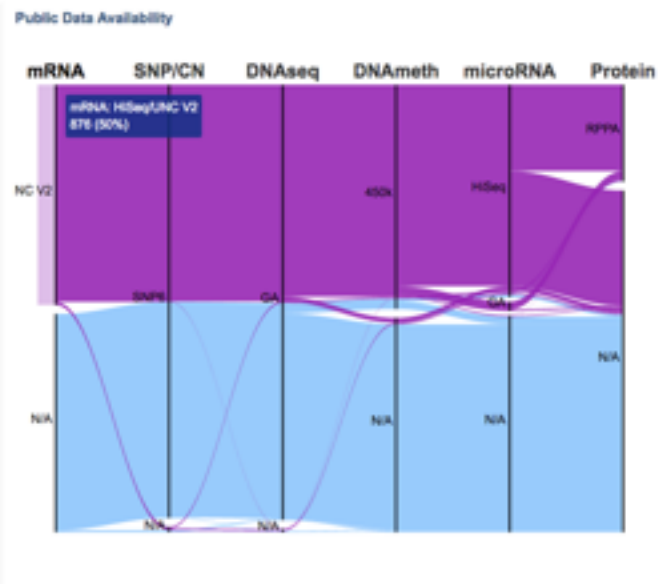 Public Data Availability
mRNA SNP/CN DNAseq DNAmeth microRNA Protein
mRNA: HiSeq/UNC V2
876 (50%)
RPPA
NC V2 450k HiSeq
SNP6 GA GA
N/A
N/A N/A N/A
N/A N/A